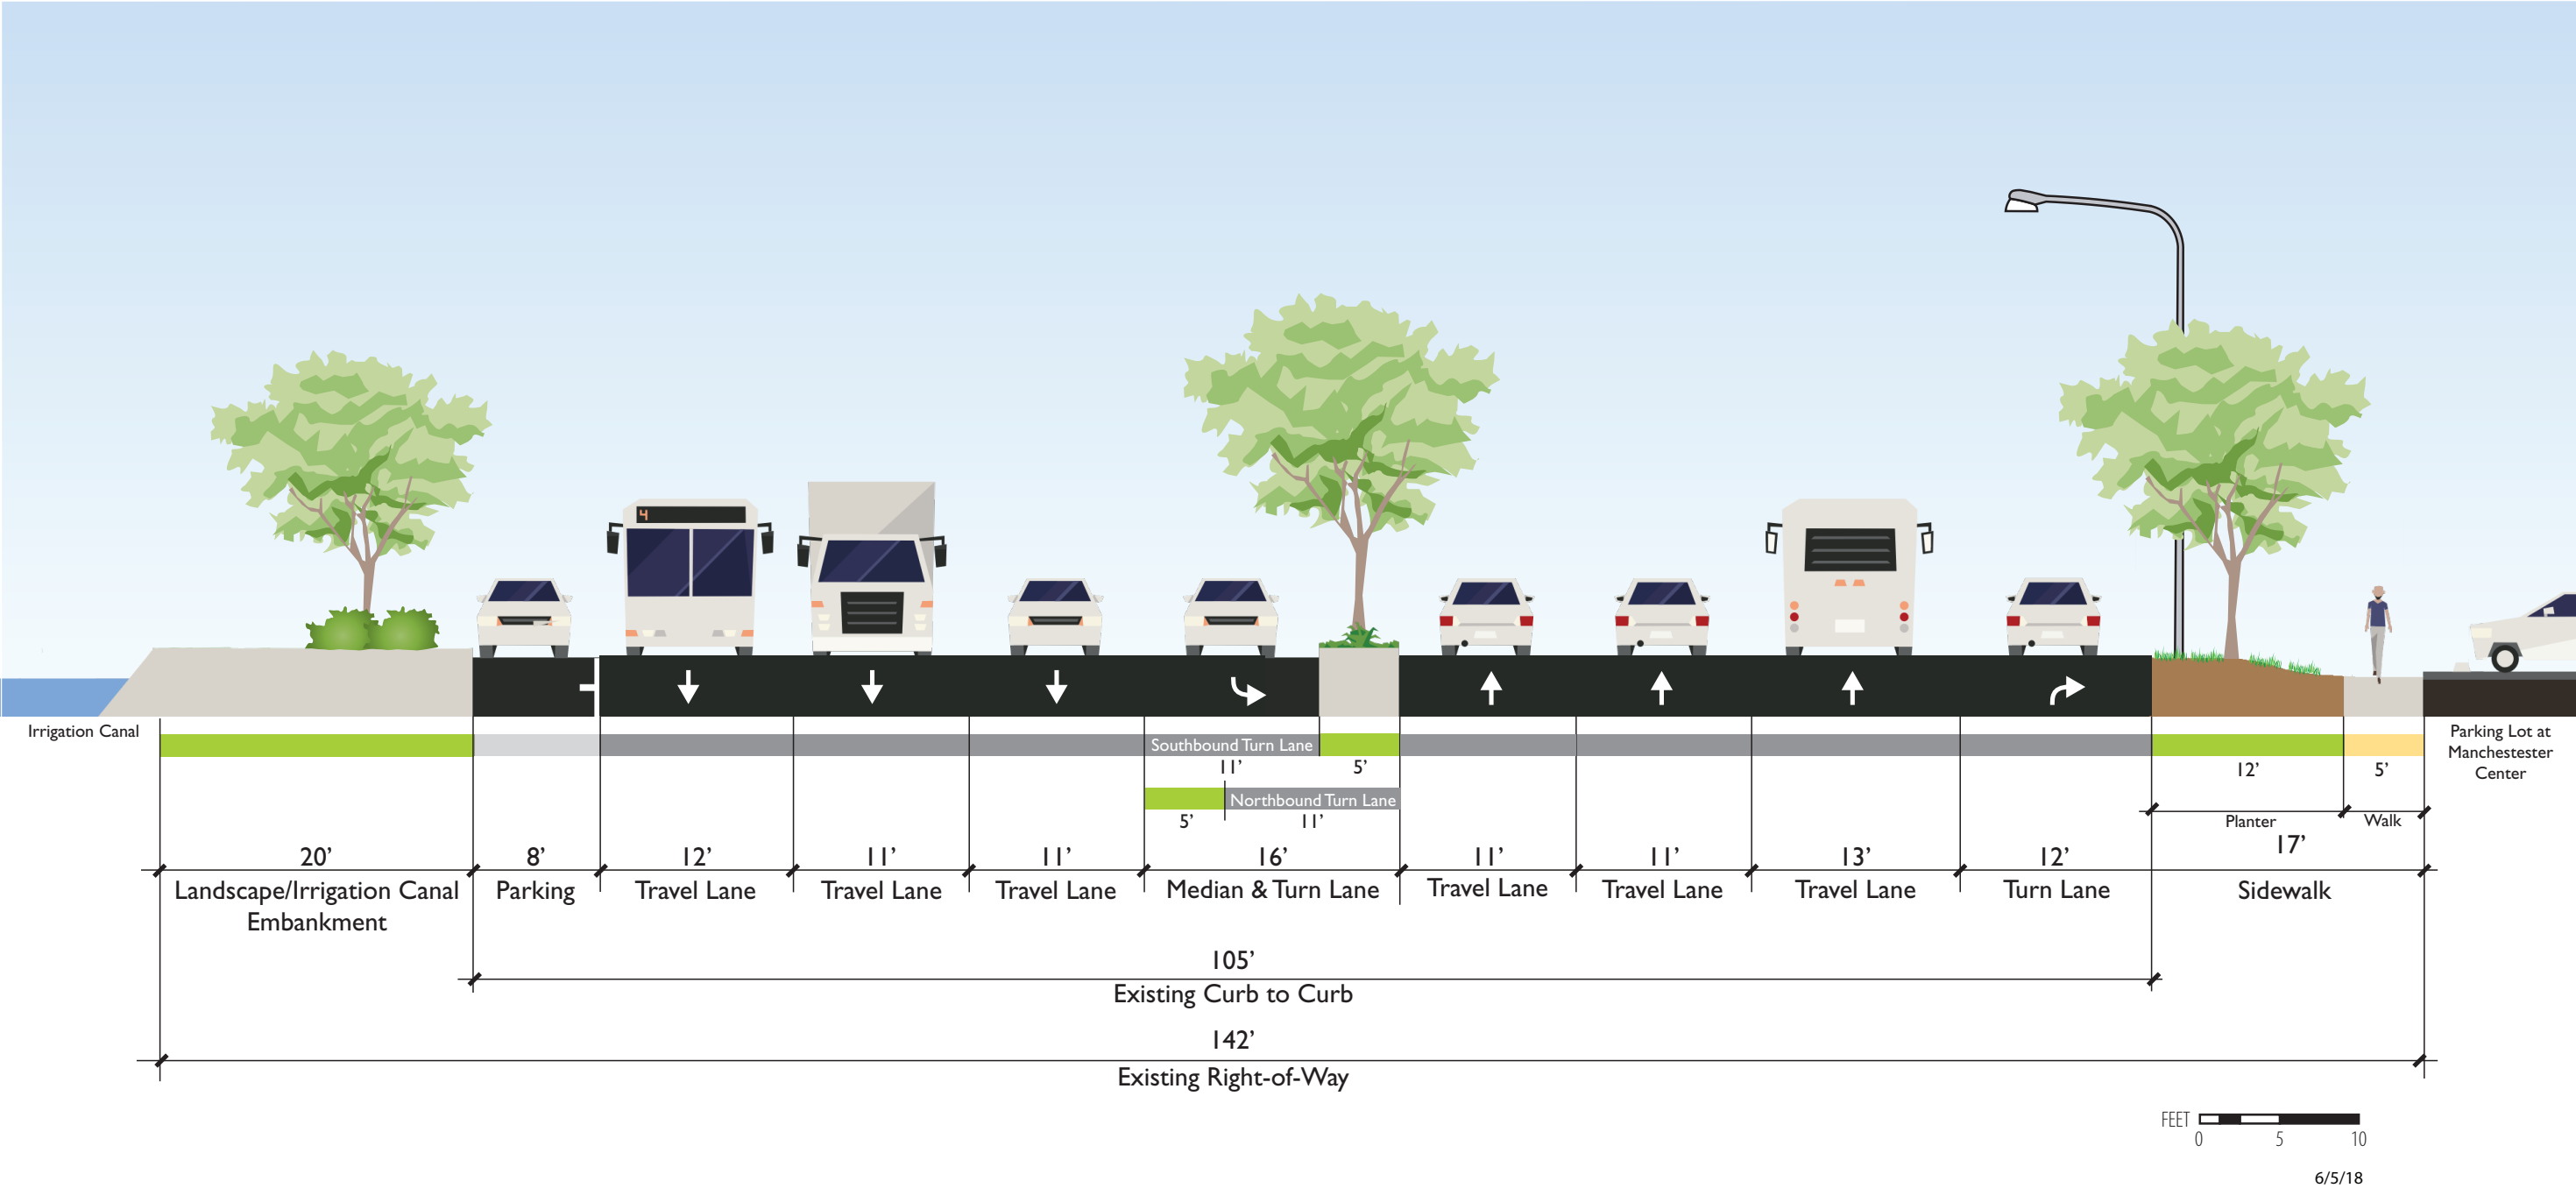 4
Irrigation Canal
Southbound Turn Lane
11’
5’
Northbound Turn Lane
5’
11’
12’
5’
Planter
Walk
Parking Lot at
Manchestester
Center
20’
8’
12’
11’
11’
16’
11’
11’
13’
12’
17’
Landscape/Irrigation Canal
Embankment
Parking
Travel Lane
Travel Lane
Travel Lane
Median & Turn Lane
Travel Lane
Travel Lane
Travel Lane
Turn Lane
Sidewalk
105’
Existing Curb to Curb
142’
Existing Right-of-Way
FEET
0 5 10
6/5/18